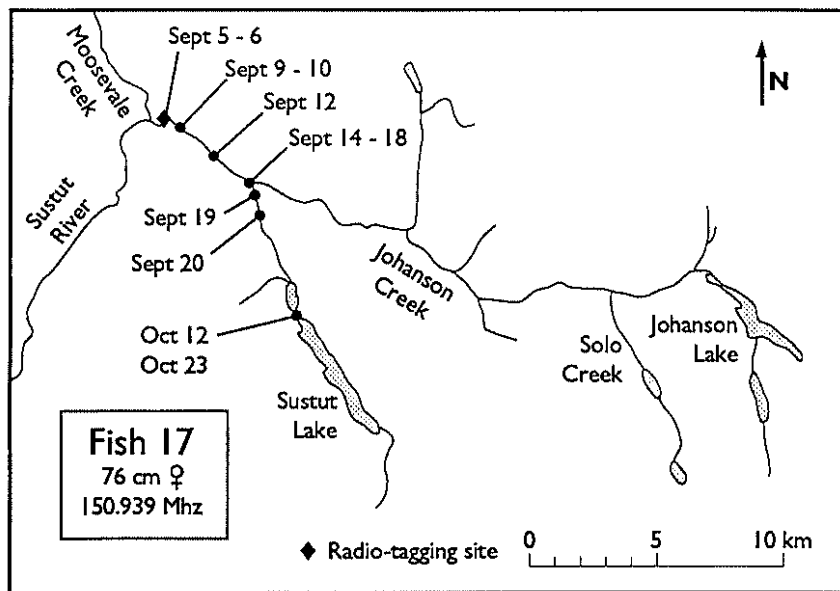 Moosevale
Creek
Sept 5 - 6
Sept 9 - 10
Sept 12
Sept 14 - 18
N
Sustut
River
Sept 19
Sept 20
Johanson
Creek
Oct 12
Oct 23
Solo
Creek
Johanson
Lake
Sustut
Lake
Fish 17
76 cm ♀
150.939 Mhz
♦ Radio-tagging site
0 5 10 km